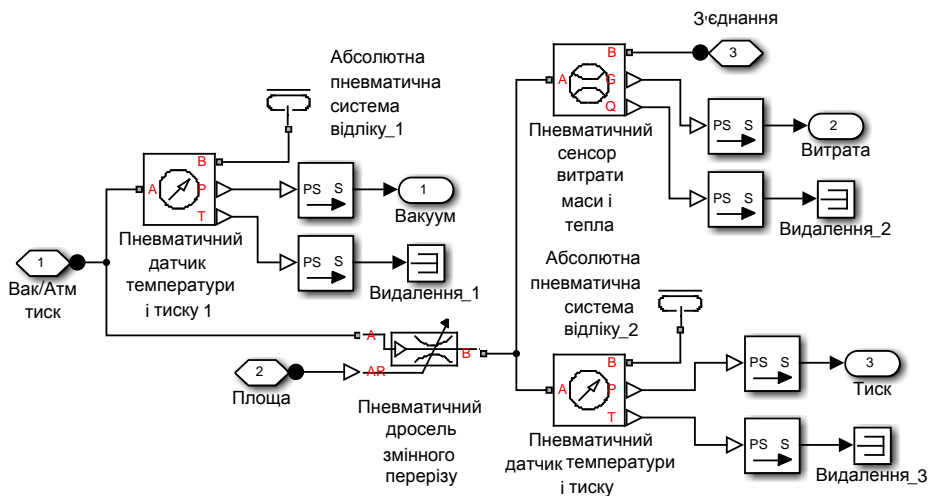 З'єднання
3
Абсолютна
пневматична
система
відліку_1
B
A
P
T
PS S
1
Вакуум
PS S
Видалення_1
Пневматичний
датчик
температури
і тиску 1
1
Вак/Атм
тиск
B
A
G
Q
PS S
2
Витрата
PS S
Видалення_2
Пневматичний
сенсор
витрати
маси і
тепла
Абсолютна
пневматична
система
відліку_2
A
B
AR
2
Площа
Пневматичний
дросель
змінного
перерізу
B
A
P
T
PS S
3
Тиск
PS S
Видалення_3
Пневматичний
датчик температури
і тиску